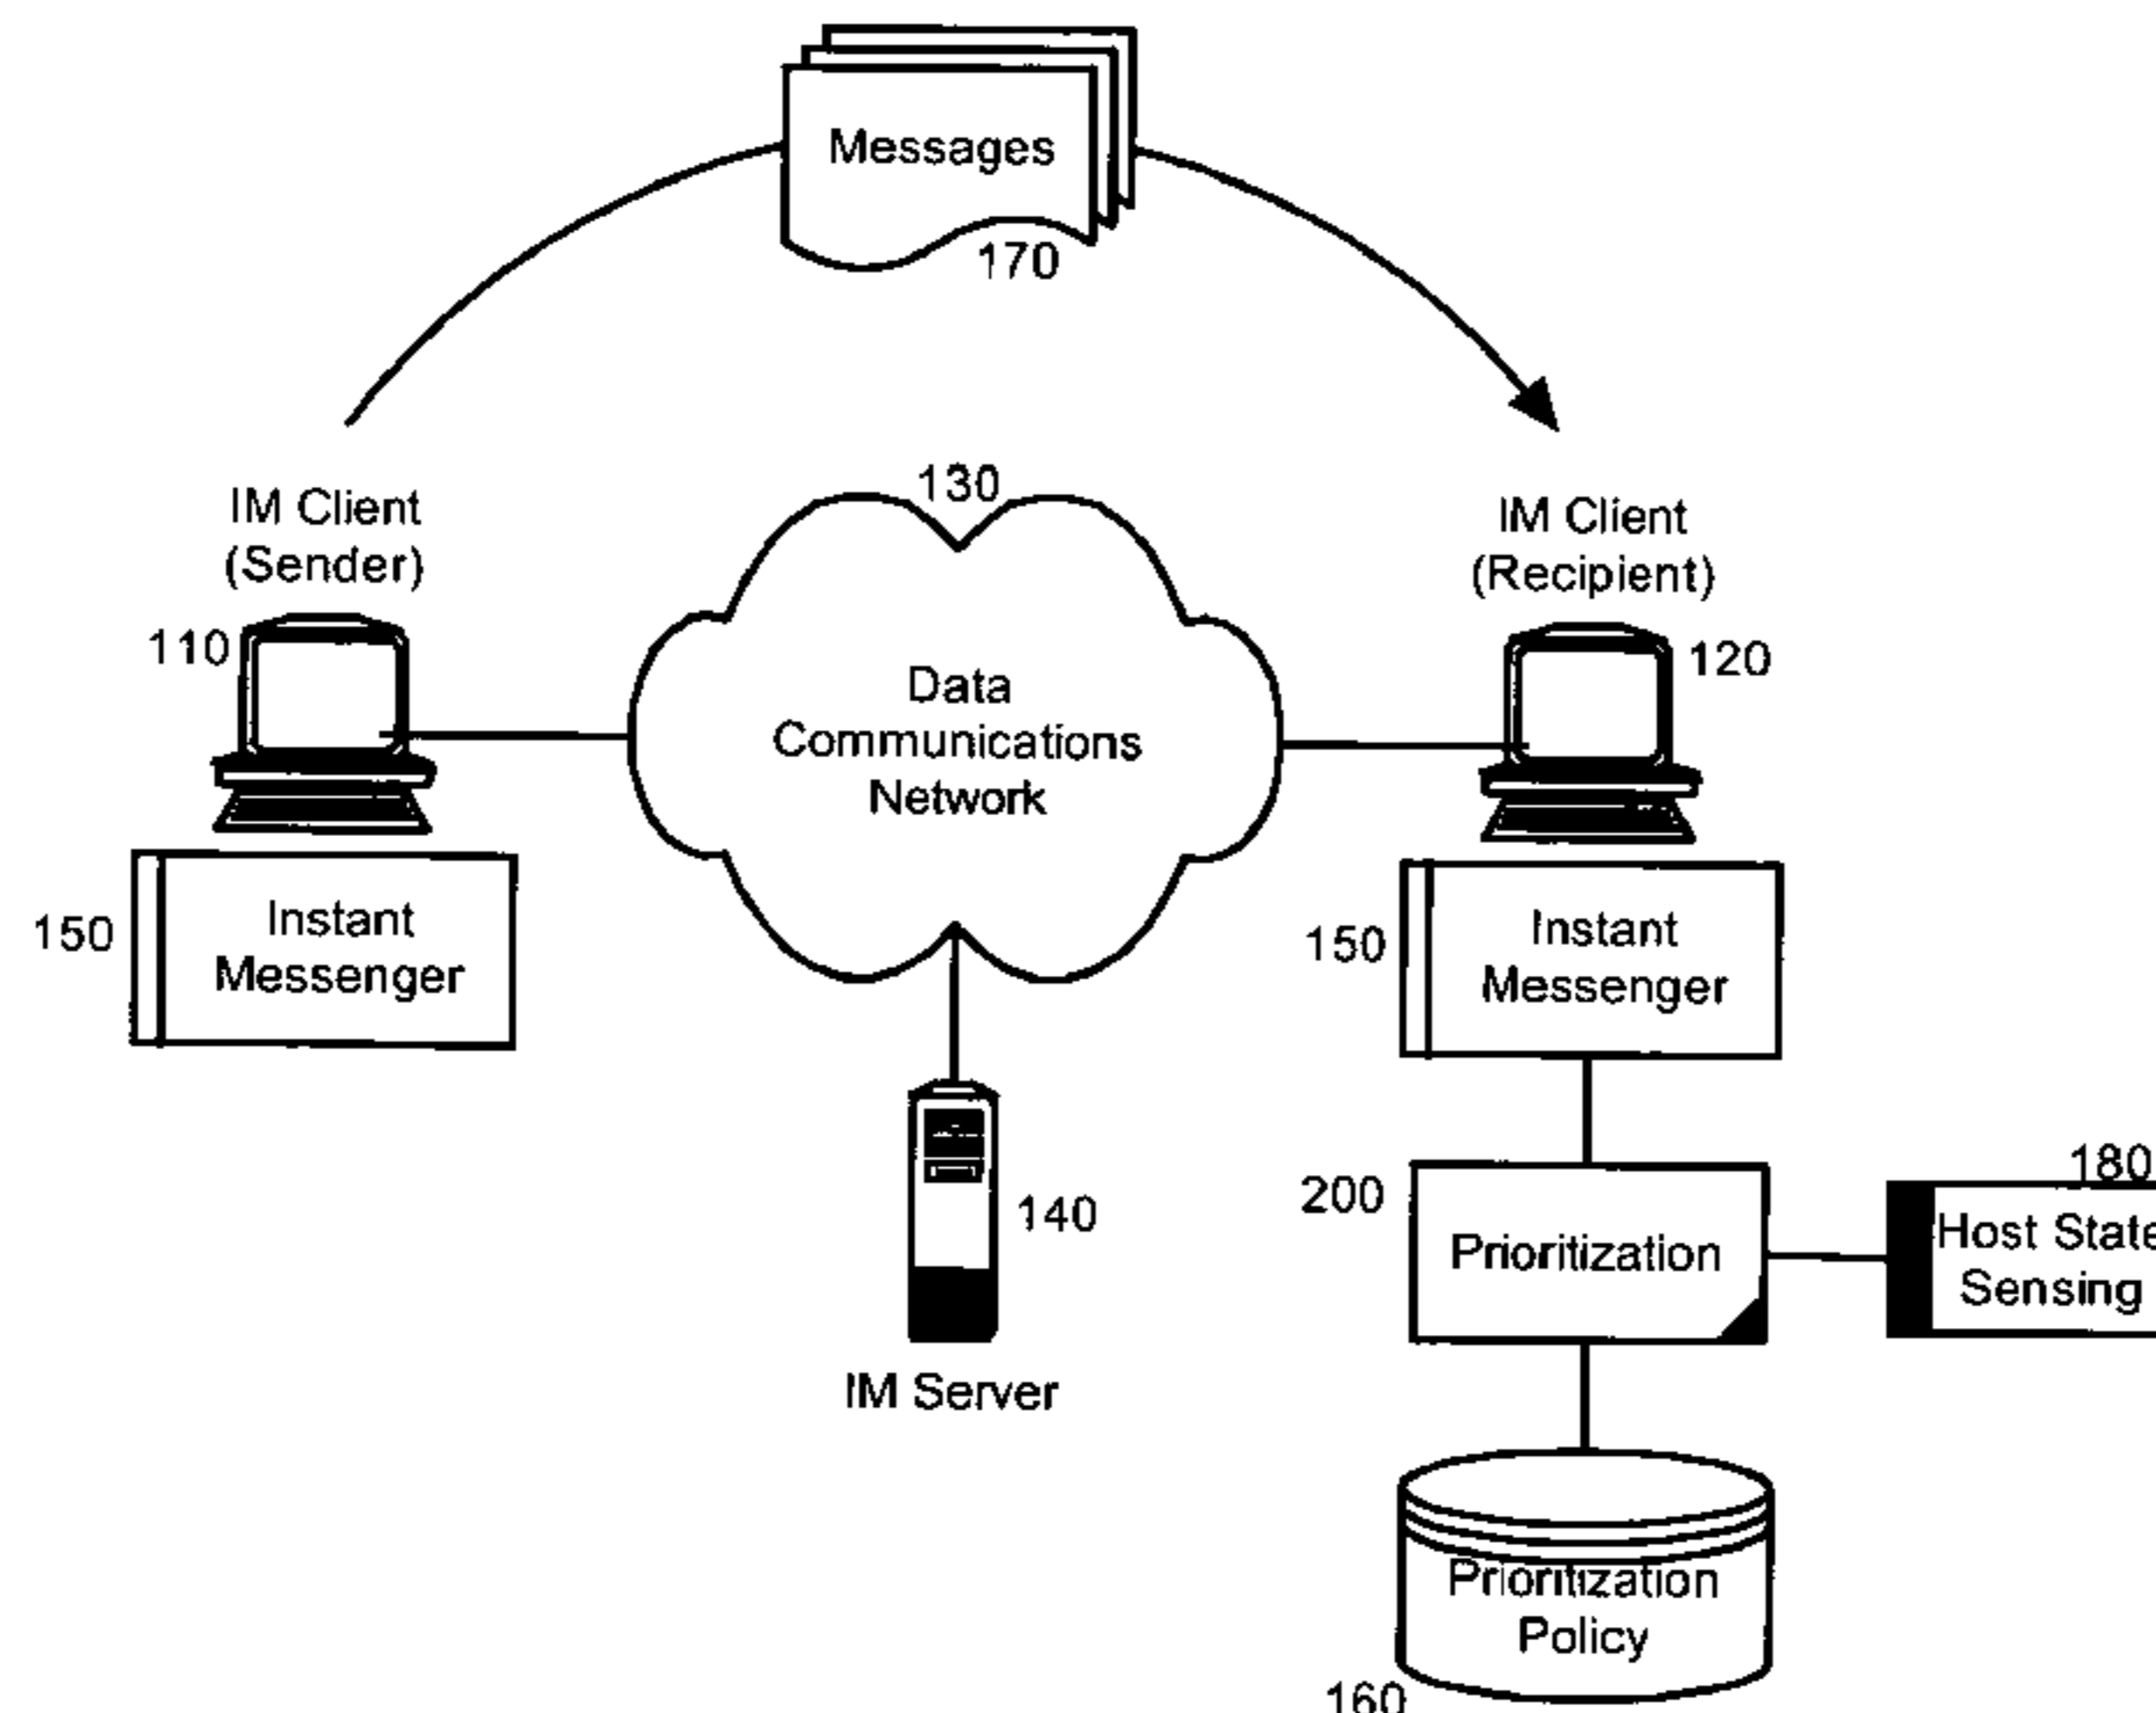 Messages
170
130
IM Client
(Sender)
IM Client
(Recipient)
110
120
Data
Communications
Network
150
Instant
Messenger
150
Instant
Messenger
140
IM Server
200
Prioritization
180
Host State
Sensing
Prioritization
Policy
160